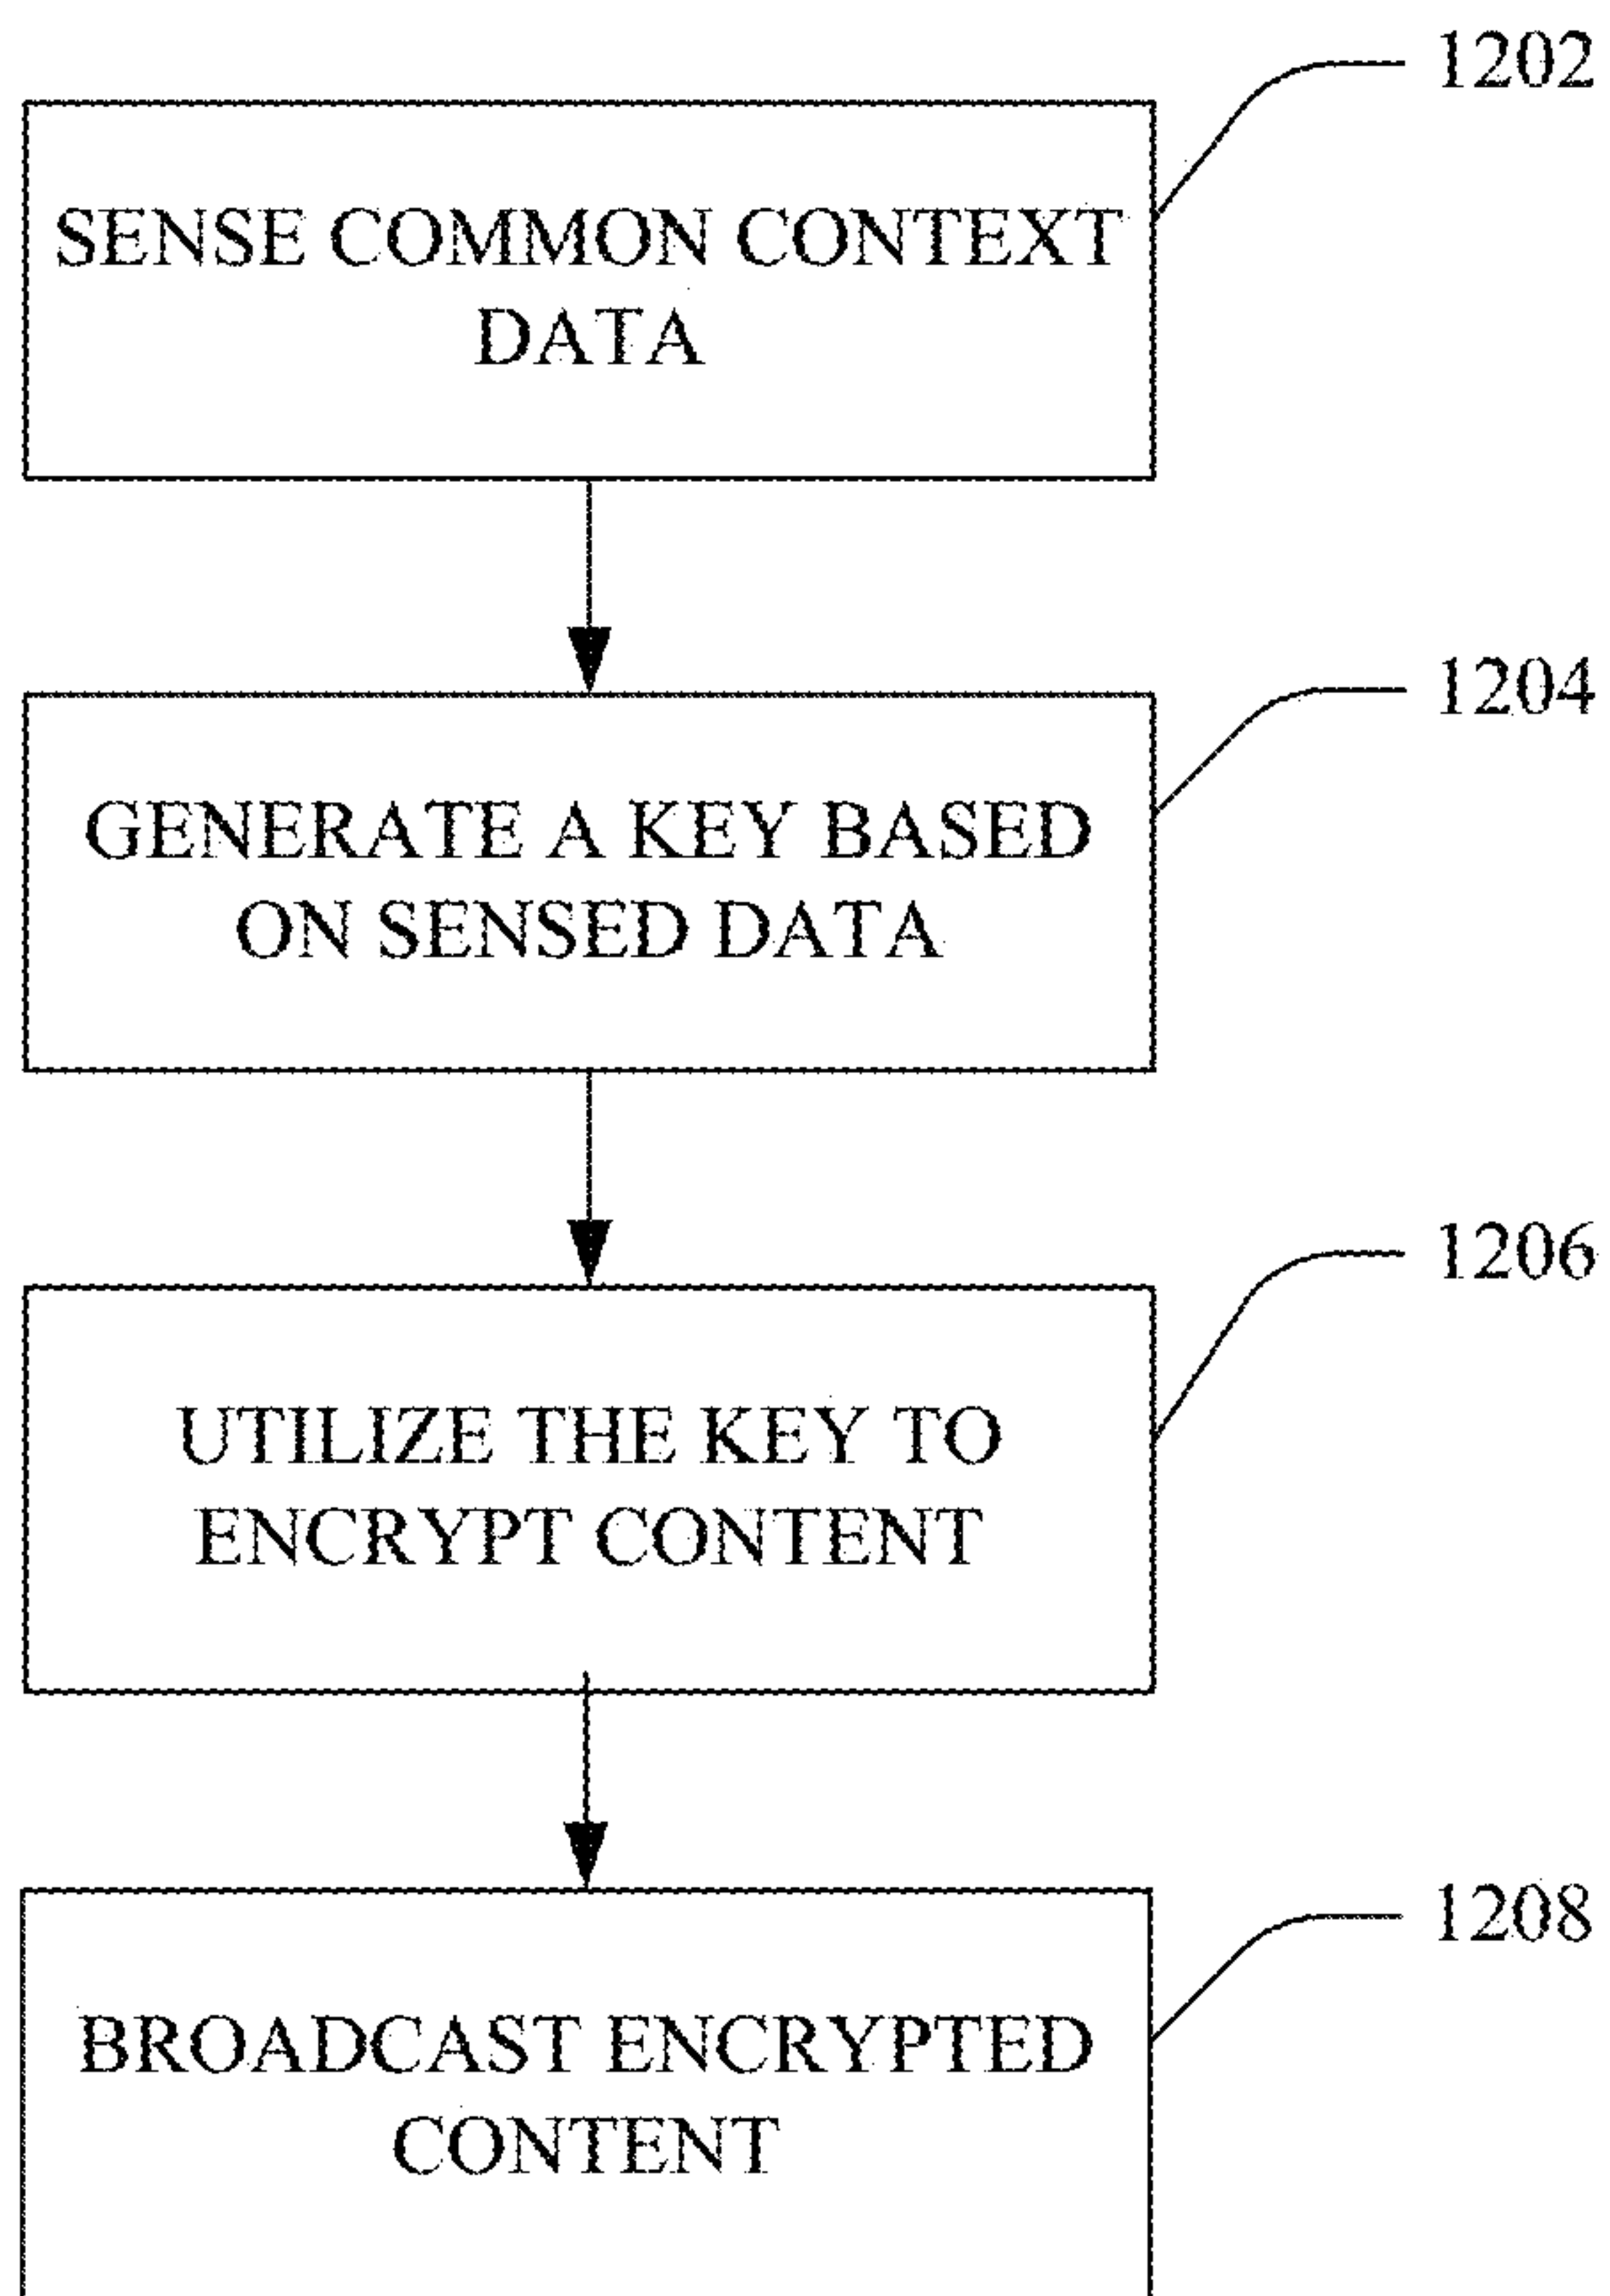 1202
SENSE COMMON CONTEXT
DATA
1204
GENERATE A KEY BASED
ON SENSED DATA
1206
UTILIZE THE KEY TO
ENCRYPT CONTENT
1208
BROADCAST ENCRYPTED
CONTENT